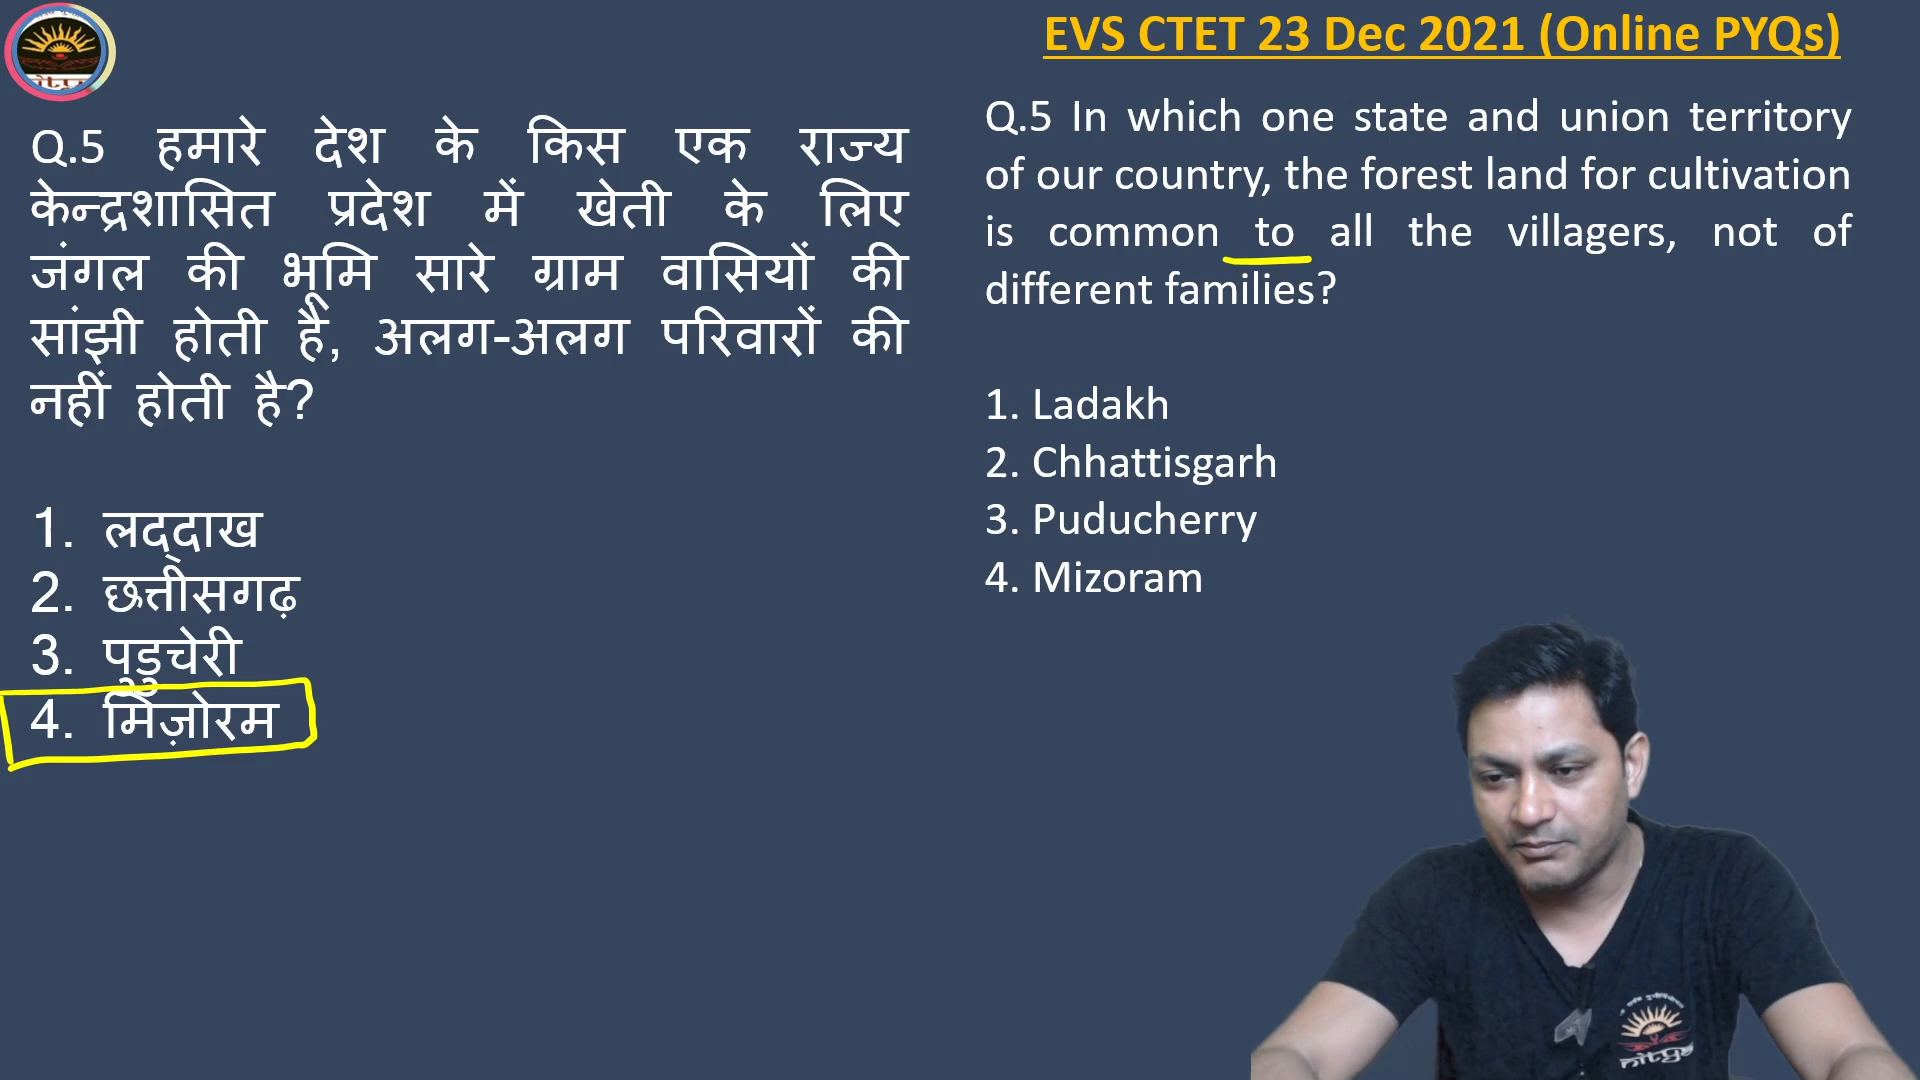 EVS CTET 23 Dec 2021 (Online PYQs)
Q.5 हमारे देश के किस एक राज्य
केन्द्रशासित प्रदेश में खेती के लिए
जंगल की भूमि सारे ग्राम वासियों की
सांझी होती है, अलग-अलग परिवारों की
नहीं होती है?
1. लद्दाख
2. छत्तीसगढ़
3. पुडुचेरी
4. मिज़ोरम
Q.5 In which one state and union territory
of our country, the forest land for cultivation
is common to all the villagers, not of
different families?
1. Ladakh
2. Chhattisgarh
3. Puducherry
4. Mizoram
nitya